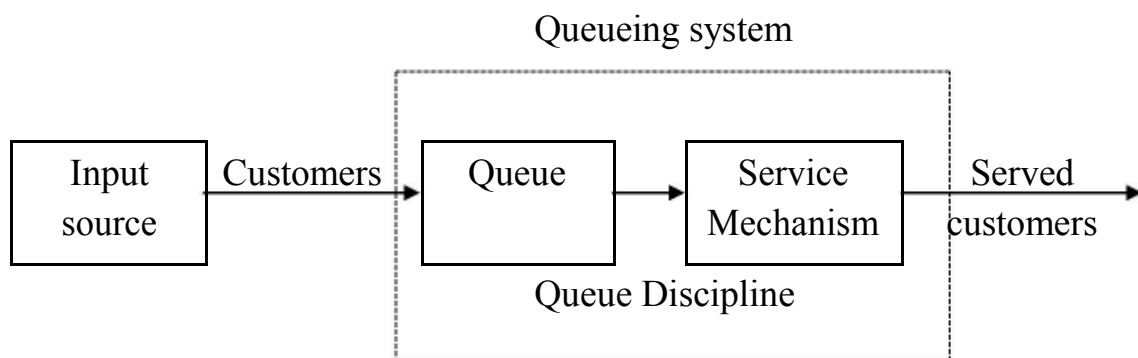 Queueing system
Input
source
Customers
Queue
Service
Mechanism
Served
customers
Queue Discipline